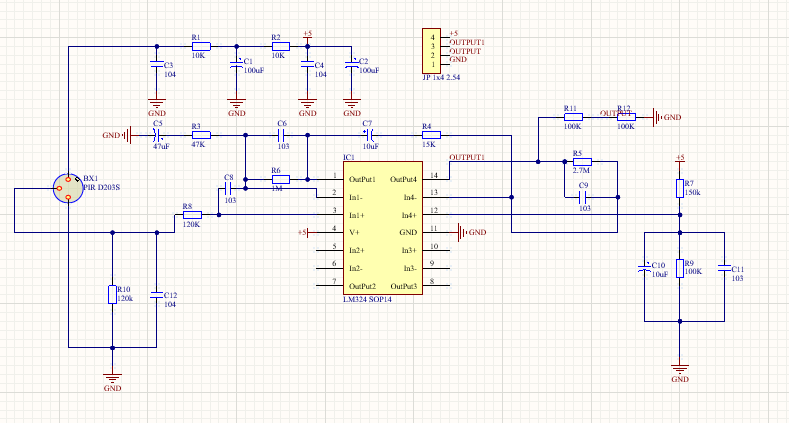 R1
10K
R2
10K
+5
C3
104
C1
100uF
C4
104
C2
100uF
GND
GND
GND
GND
4
3
2
1
+5
OUTPUT1
OUTPUT
GND
JP 1x4 2.54
GND
C5
47uF
R3
47K
C6
103
C7
10uF
R4
15K
R11
100K
OUTPUT
R12
100K
GND
BX1
PIR D203S
C8
103
R6
1M
R8
120K
IC1
1
2
3
4
5
6
7
OutPut1
In1-
In1+
V+
In2+
In2-
OutPut2
OutPut4
In4-
In4+
GND
In3+
In3-
OutPut3
14
13
12
11
10
9
8
LM324 SOP14
+5
OUTPUT1
GND
R5
2.7M
C9
103
+5
R7
150k
C10
10uF
R9
100K
C11
103
GND
R10
120k
C12
104
GND